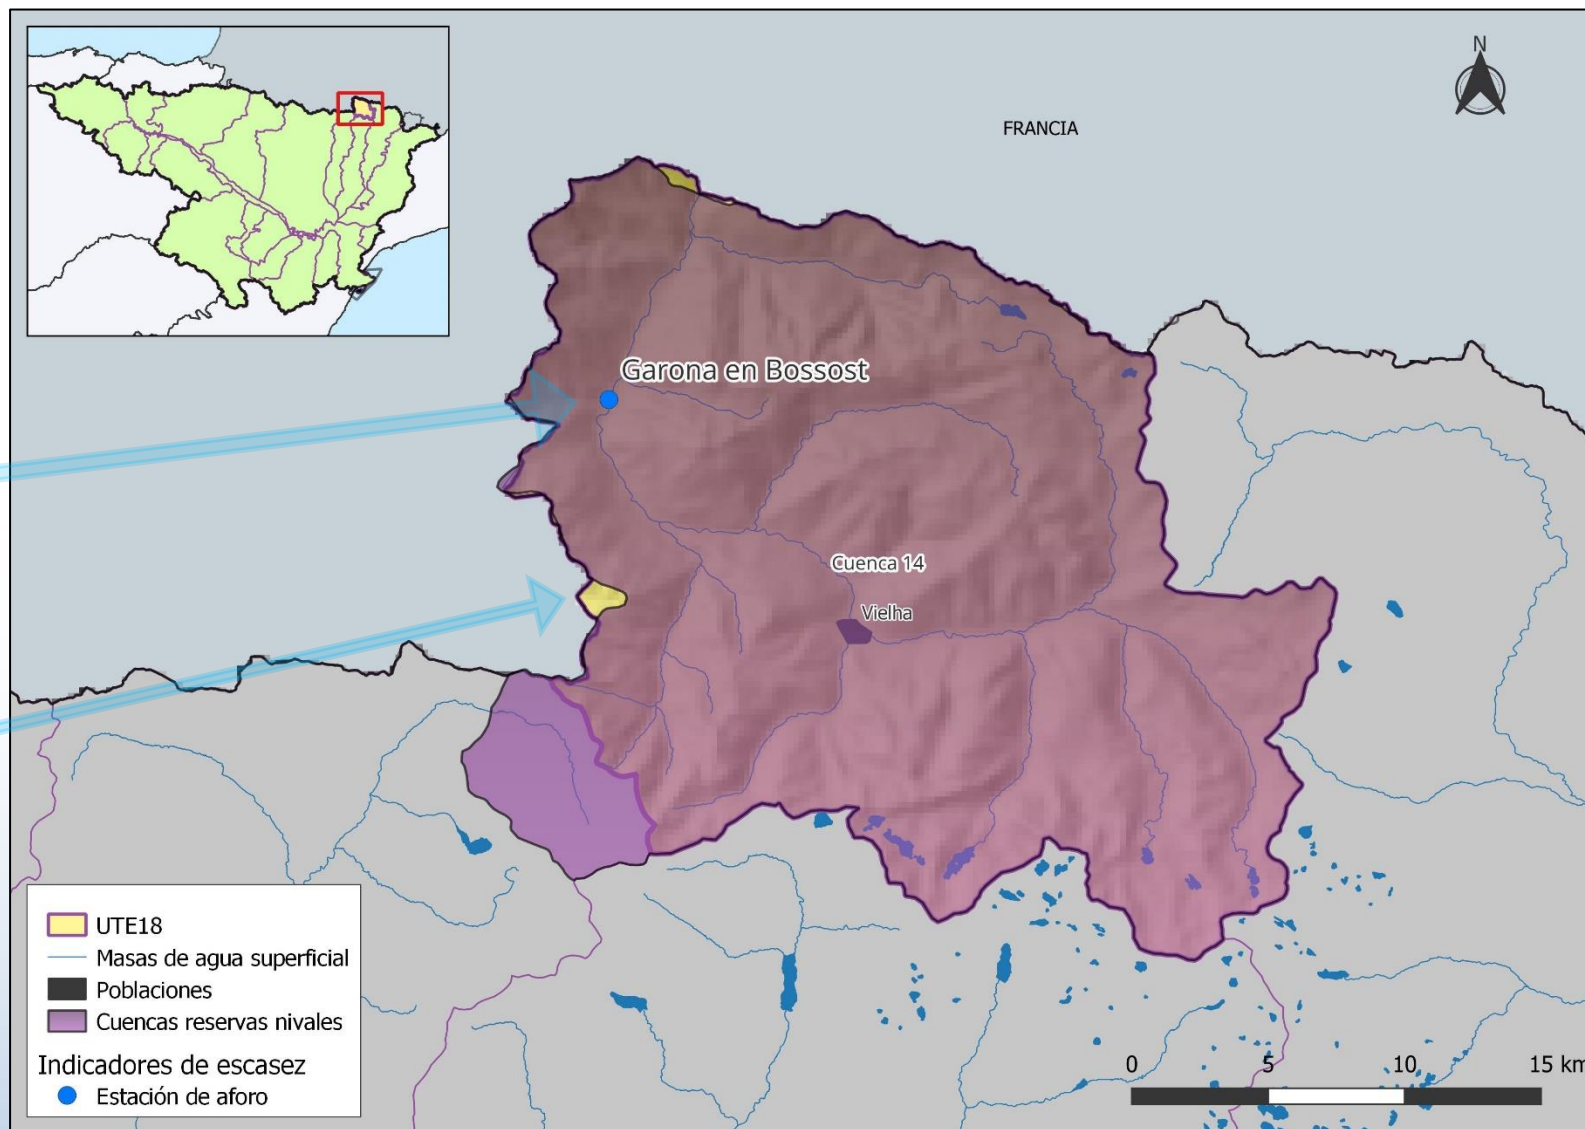 N
FRANCIA
Garona en Bossost
Cuenca 14
Vielha
UTE18
Masas de agua superficial
Poblaciones
Cuencas reservas nivales
Indicadores de escasez
Estación de aforo
0 5 10 15 km